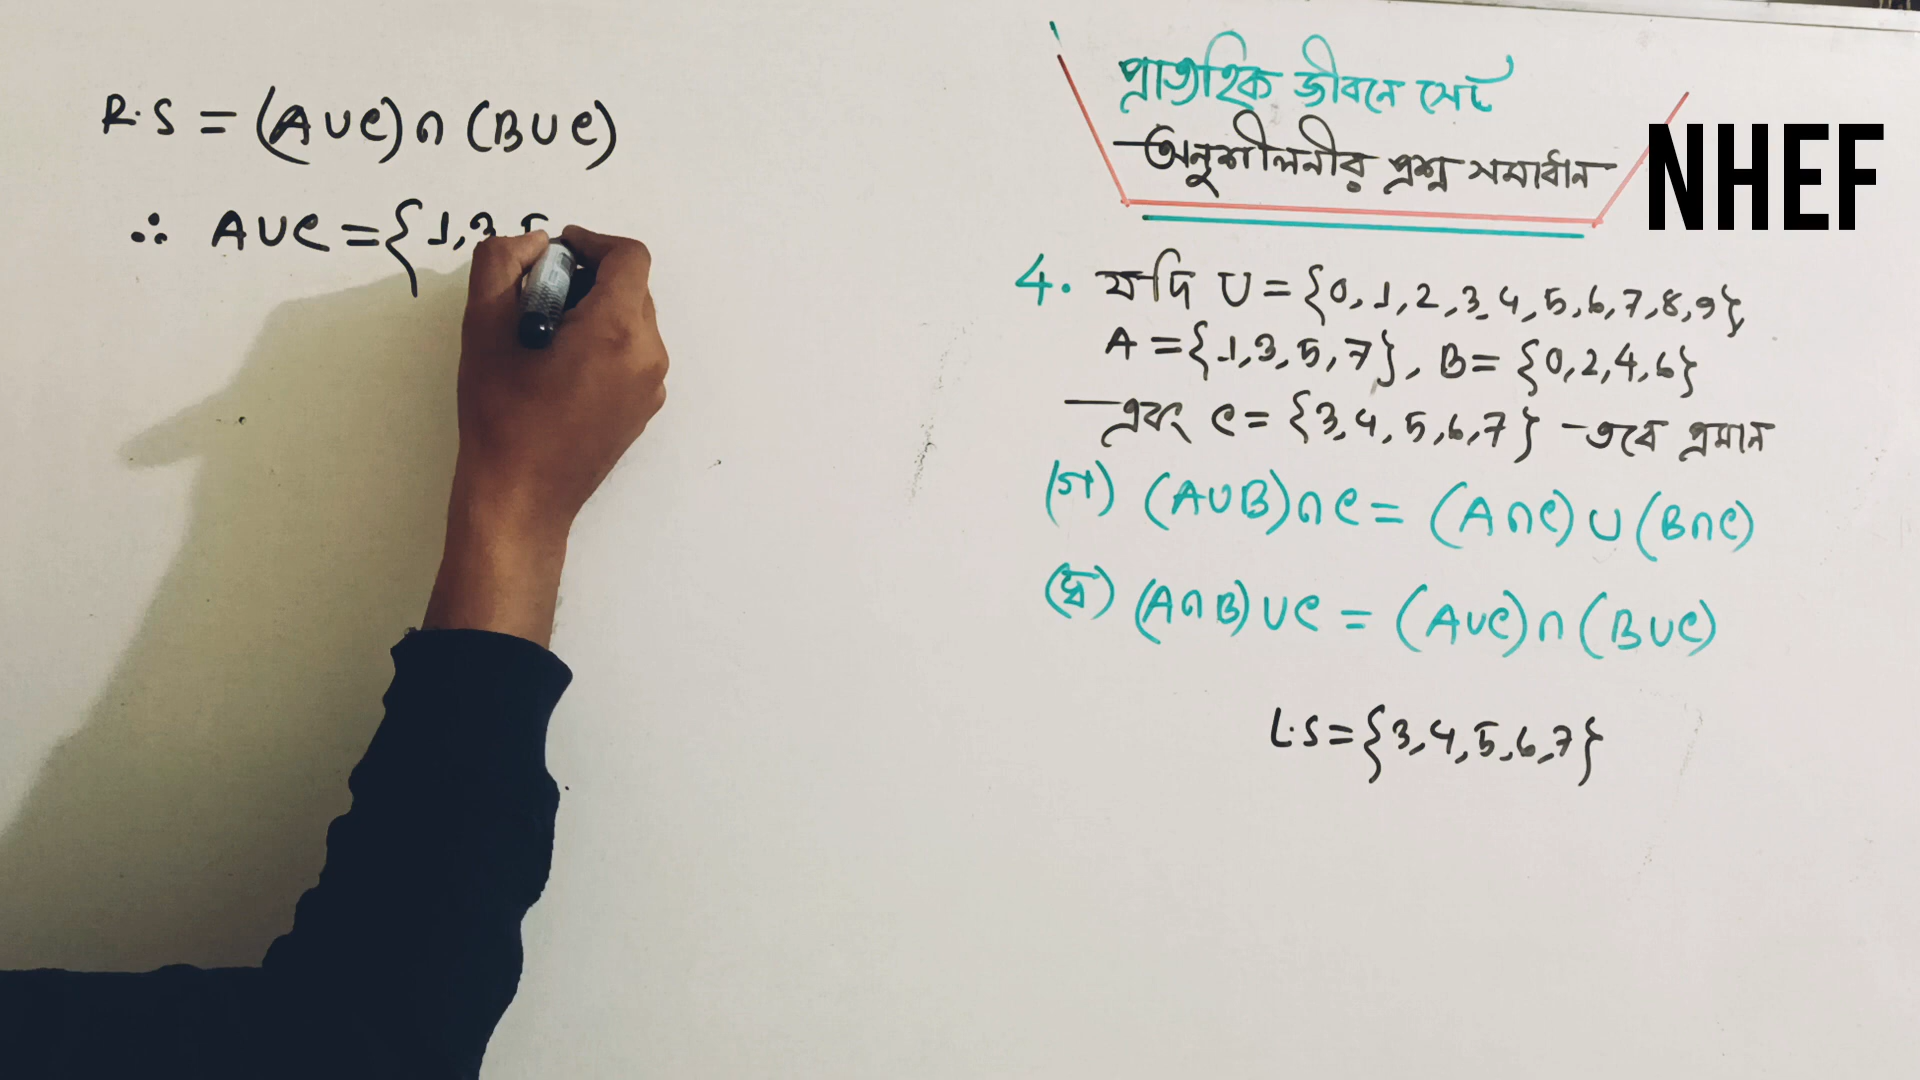 R.S = (A∪C)∩(B∪C)
∴ A∪C = {1,3,5
প্রাত্যহিক জীবনে সেট
অনুশীলনীর প্রশ্ন সমাধান
NHEF
4. যদি U = {0,1,2,3,4,5,6,7,8,9},
A = {1,3,5,7}, B = {0,2,4,6}
এবং C = {3,4,5,6,7} তবে প্রমান
(গ) (A∪B)∩C = (A∩C)∪(B∩C)
(ঘ) (A∩B)∪C = (A∪C)∩(B∪C)
L.S = {3,4,5,6,7}